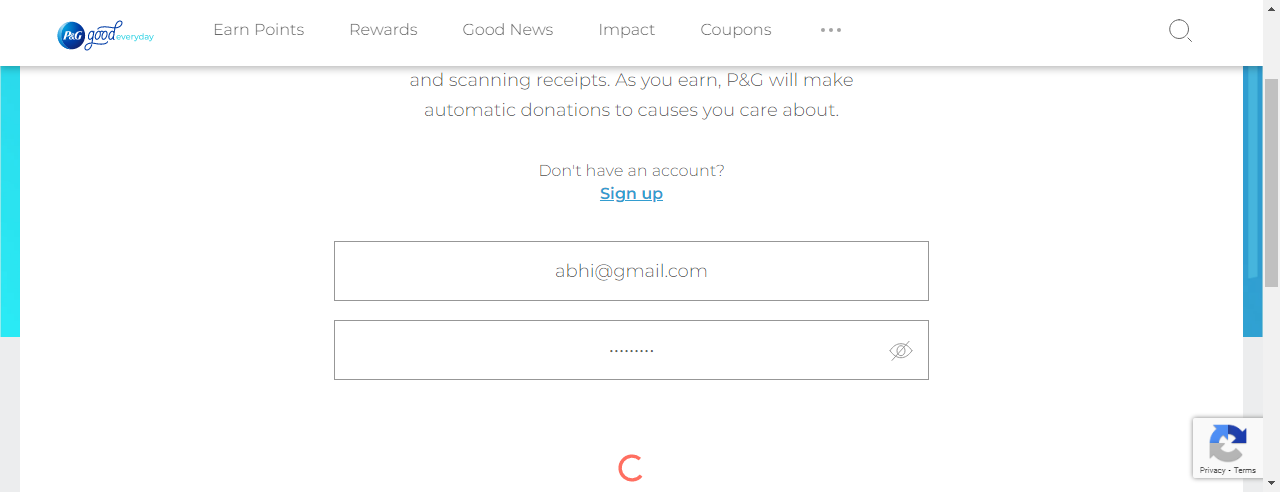 P&G good everyday
Earn Points
Rewards
Good News
Impact
Coupons
and scanning receipts. As you earn, P&G will make
automatic donations to causes you care about.
Don't have an account?
Sign up
abhi@gmail.com
Privacy - Terms